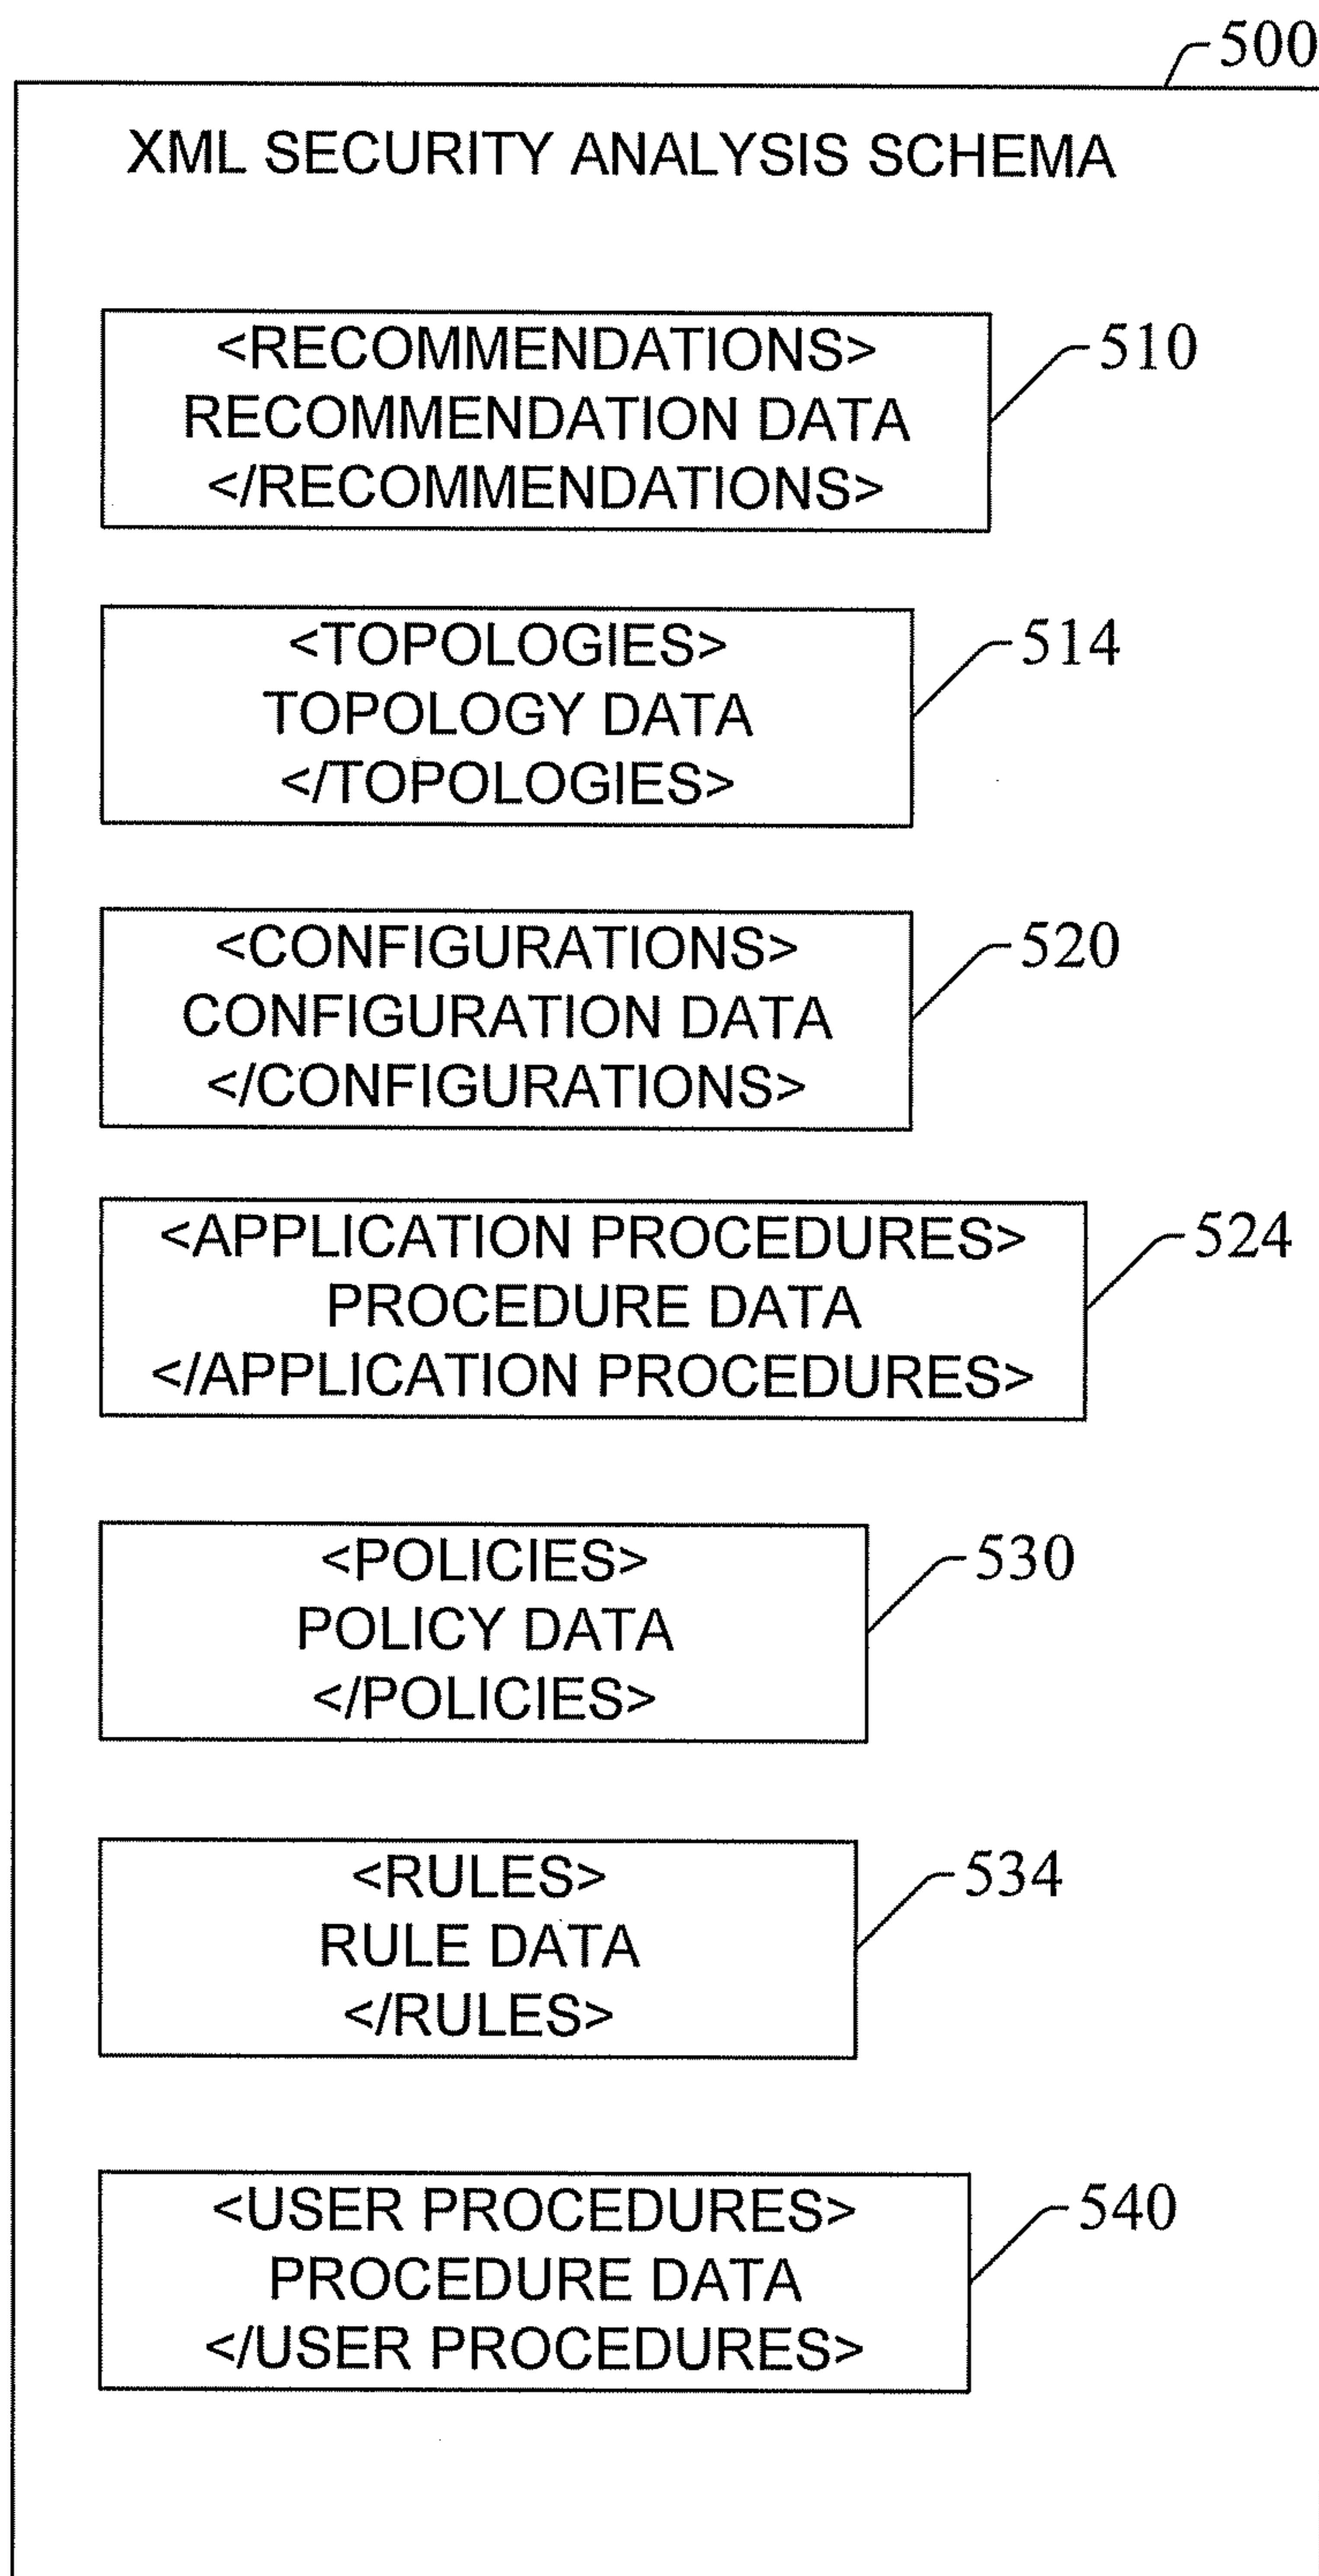 500
XML SECURITY ANALYSIS SCHEMA
<RECOMMENDATIONS>
RECOMMENDATION DATA
</RECOMMENDATIONS>
510
<TOPOLOGIES>
TOPOLOGY DATA
</TOPOLOGIES>
514
<CONFIGURATIONS>
CONFIGURATION DATA
</CONFIGURATIONS>
520
<APPLICATION PROCEDURES>
PROCEDURE DATA
</APPLICATION PROCEDURES>
524
<POLICIES>
POLICY DATA
</POLICIES>
530
<RULES>
RULE DATA
</RULES>
534
<USER PROCEDURES>
PROCEDURE DATA
</USER PROCEDURES>
540